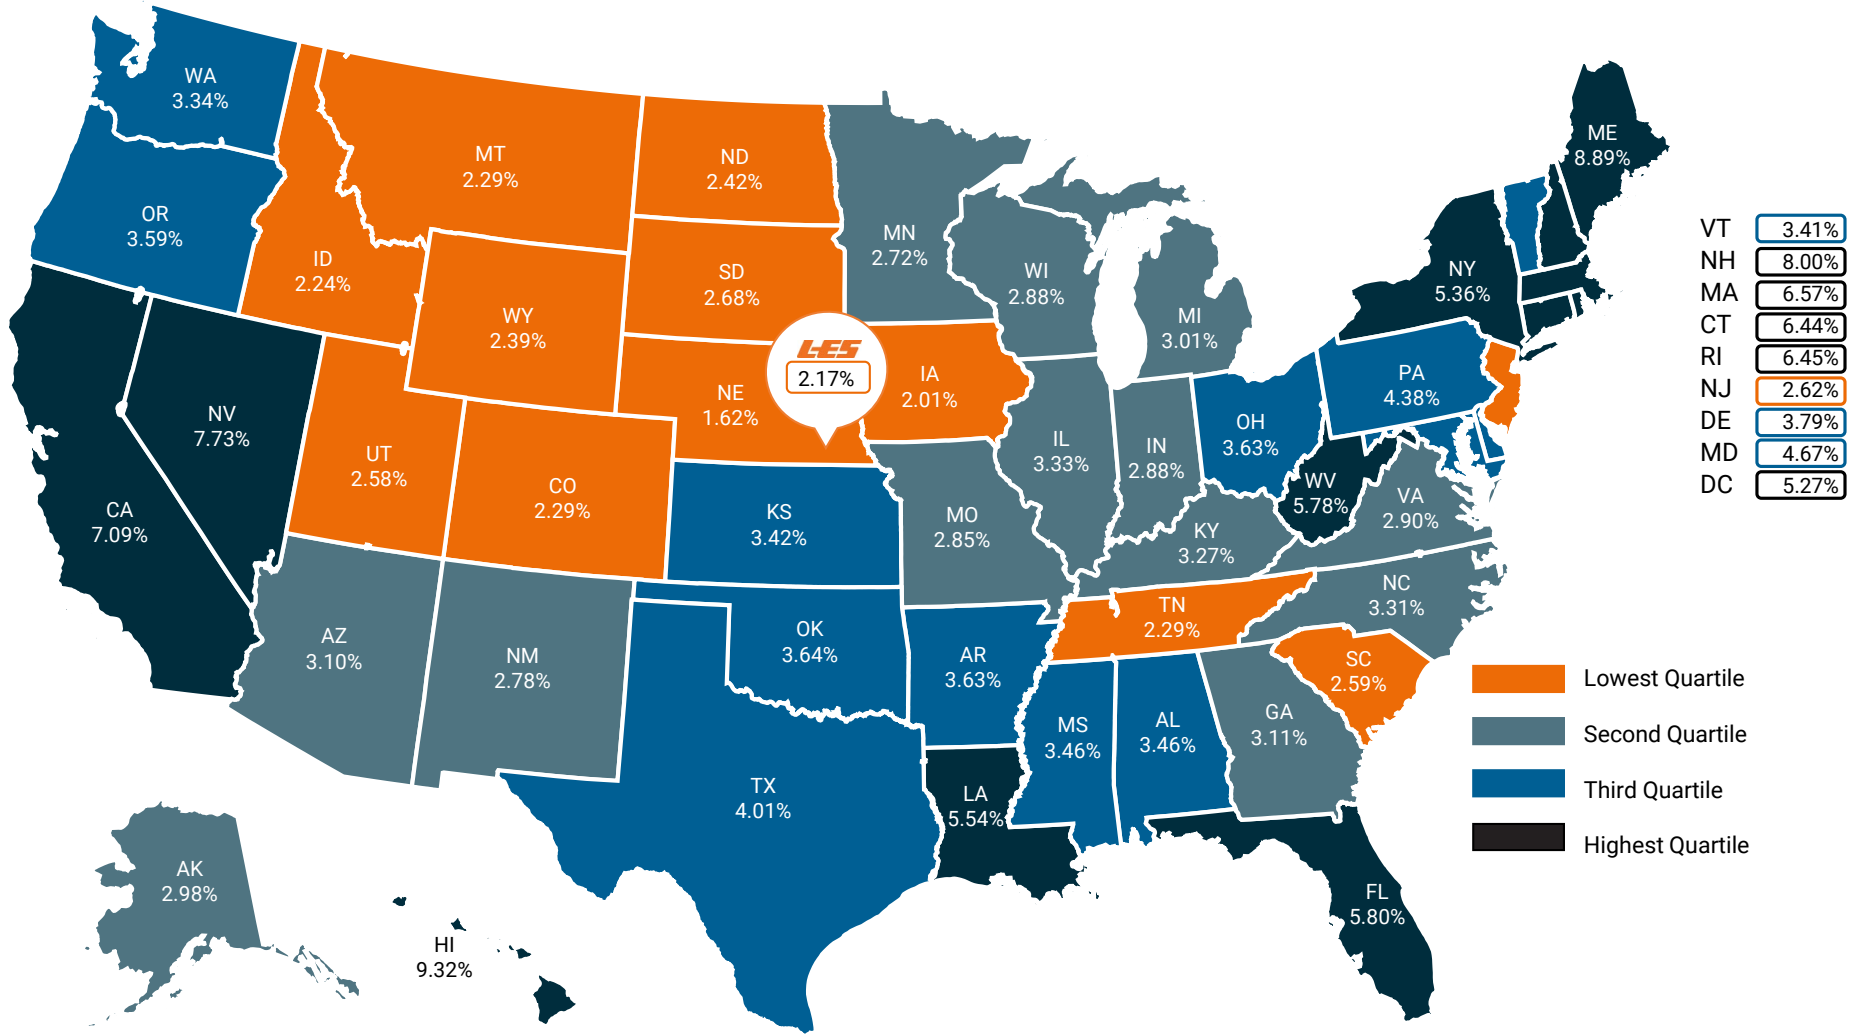 WA
3.34%
OR
3.59%
CA
7.09%
NV
7.73%
ID
2.24%
MT
2.29%
WY
2.39%
UT
2.58%
CO
2.29%
AZ
3.10%
NM
2.78%
ND
2.42%
SD
2.68%
NE
1.62%
LES
2.17%
KS
3.42%
OK
3.64%
TX
4.01%
MN
2.72%
IA
2.01%
MO
2.85%
AR
3.63%
LA
5.54%
WI
2.88%
IL
3.33%
MI
3.01%
IN
2.88%
OH
3.63%
KY
3.27%
TN
2.29%
MS
3.46%
AL
3.46%
GA
3.11%
FL
5.80%
SC
2.59%
NC
3.31%
VA
2.90%
WV
5.78%
PA
4.38%
NY
5.36%
ME
8.89%
AK
2.98%
HI
9.32%
VT 3.41%
NH 8.00%
MA 6.57%
CT 6.44%
RI 6.45%
NJ 2.62%
DE 3.79%
MD 4.67%
DC 5.27%
Lowest Quartile
Second Quartile
Third Quartile
Highest Quartile